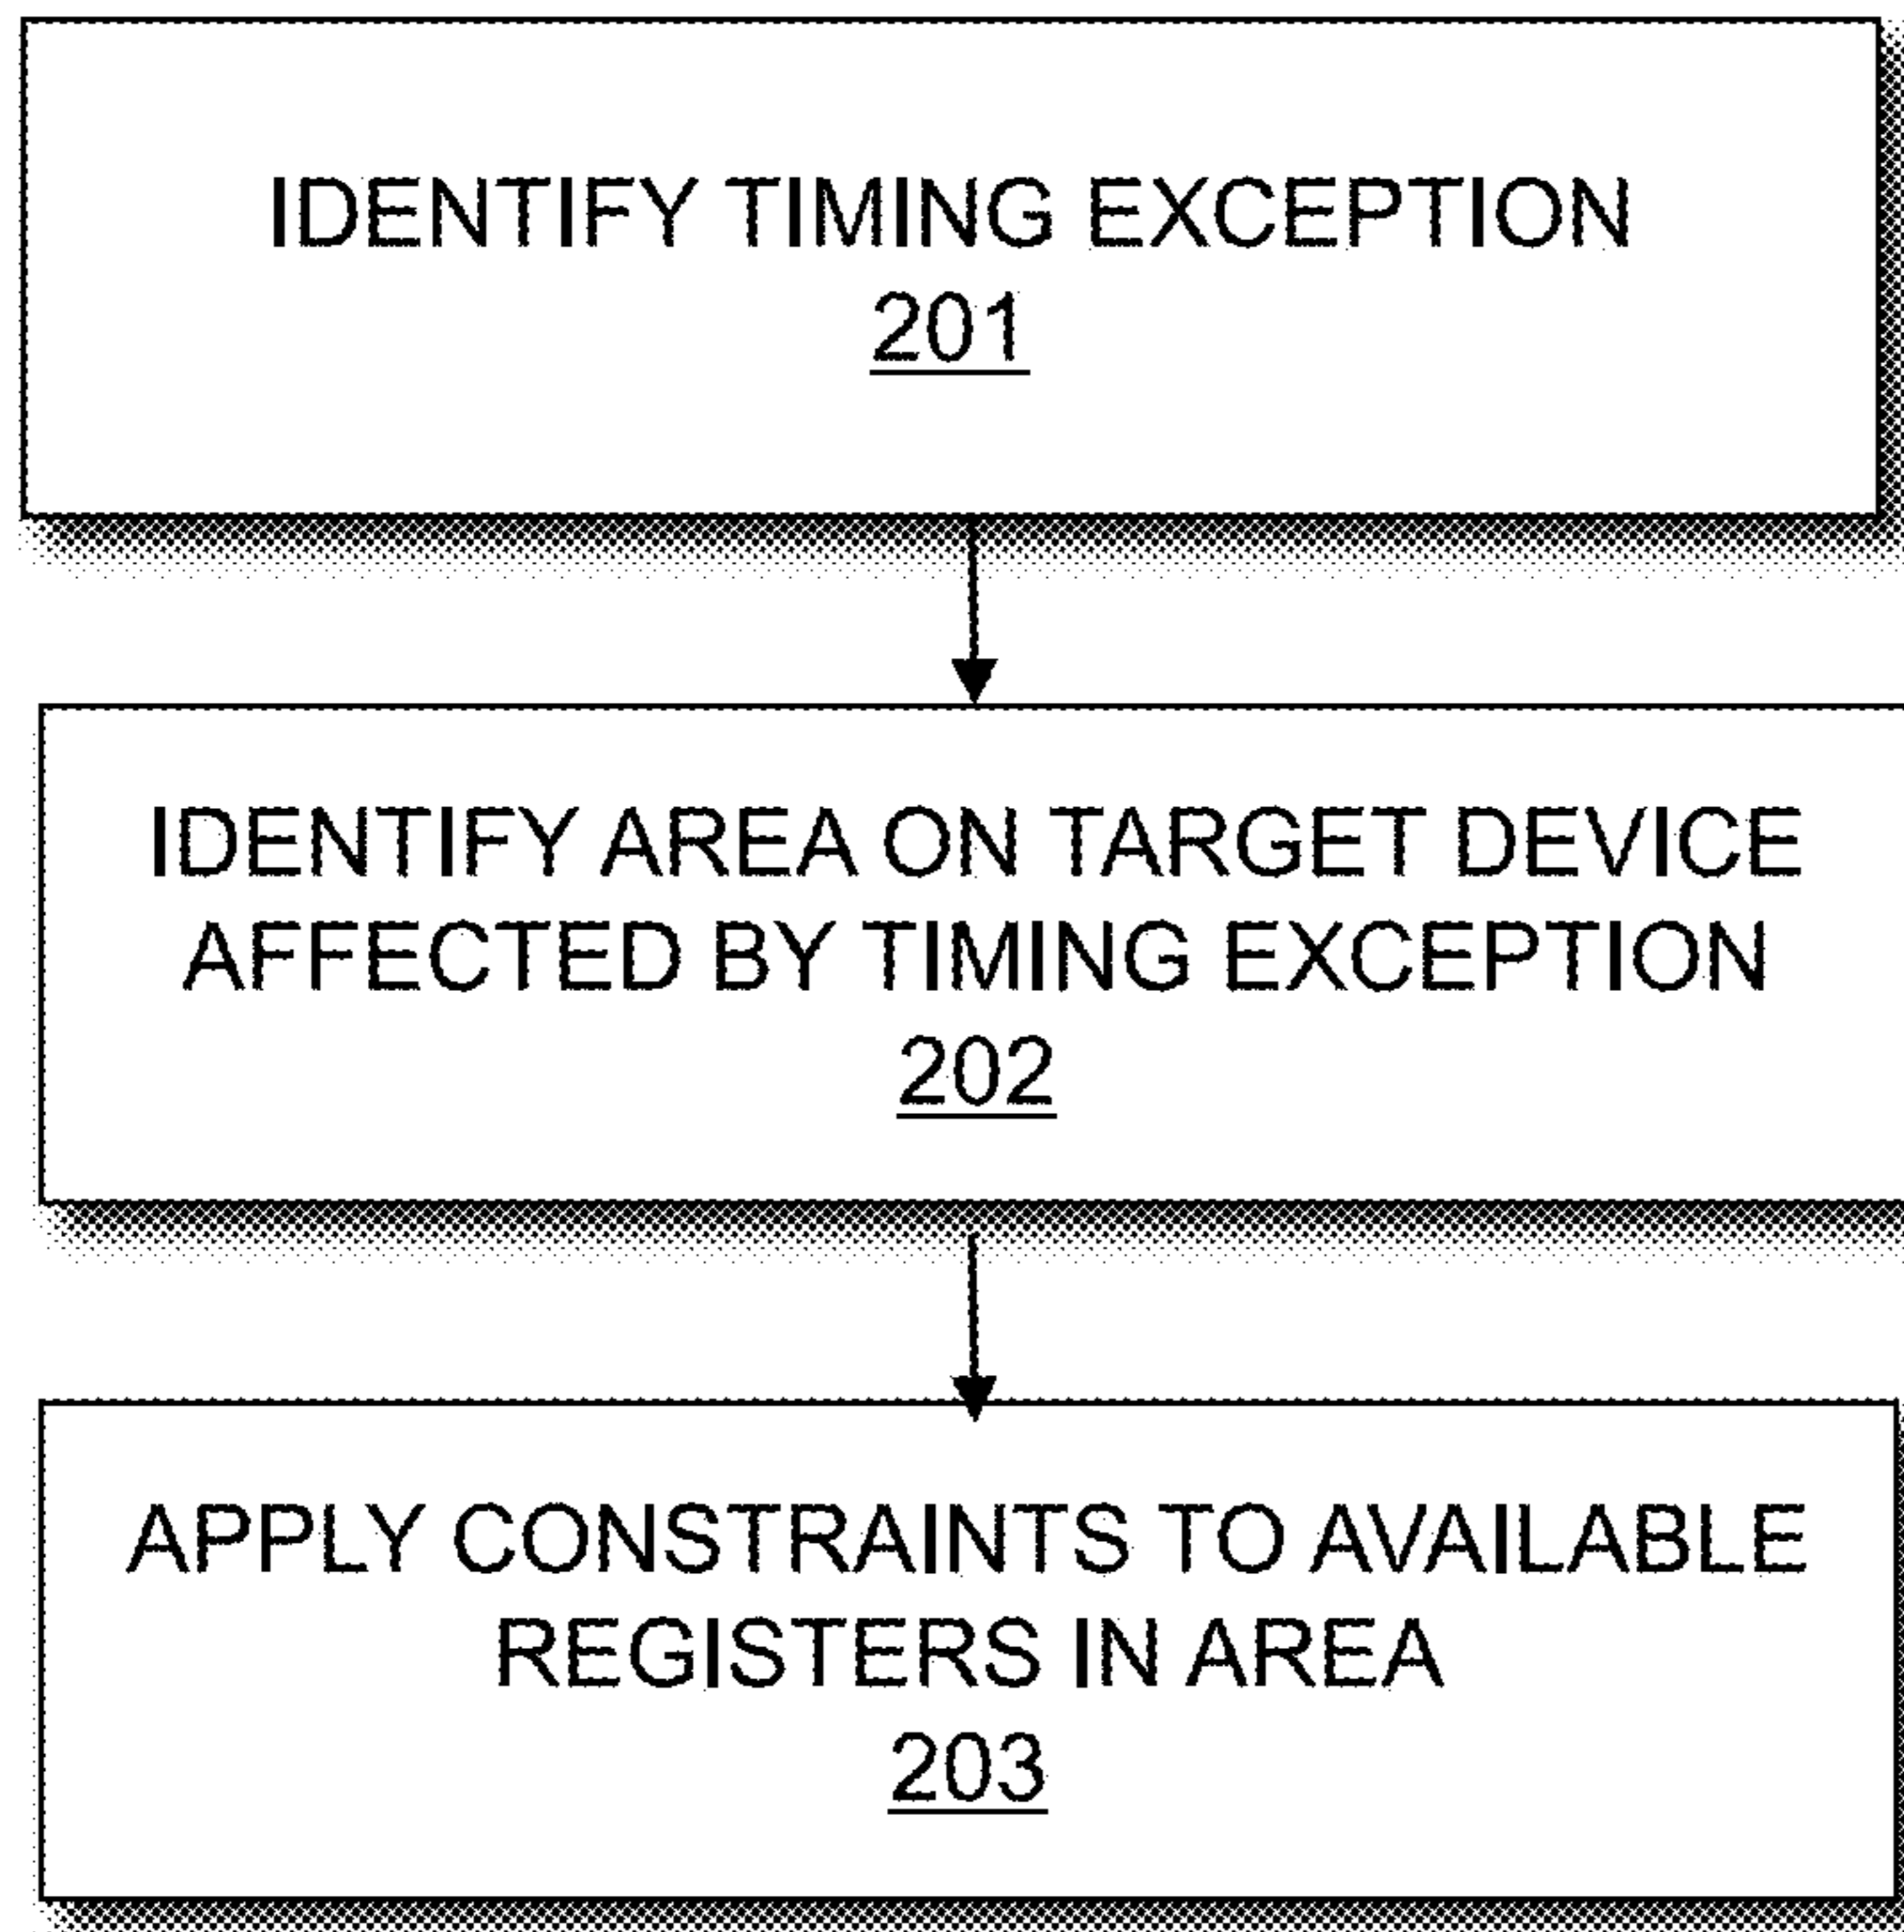 IDENTIFY TIMING EXCEPTION
201
IDENTIFY AREA ON TARGET DEVICE
AFFECTED BY TIMING EXCEPTION
202
APPLY CONSTRAINTS TO AVAILABLE
REGISTERS IN AREA
203